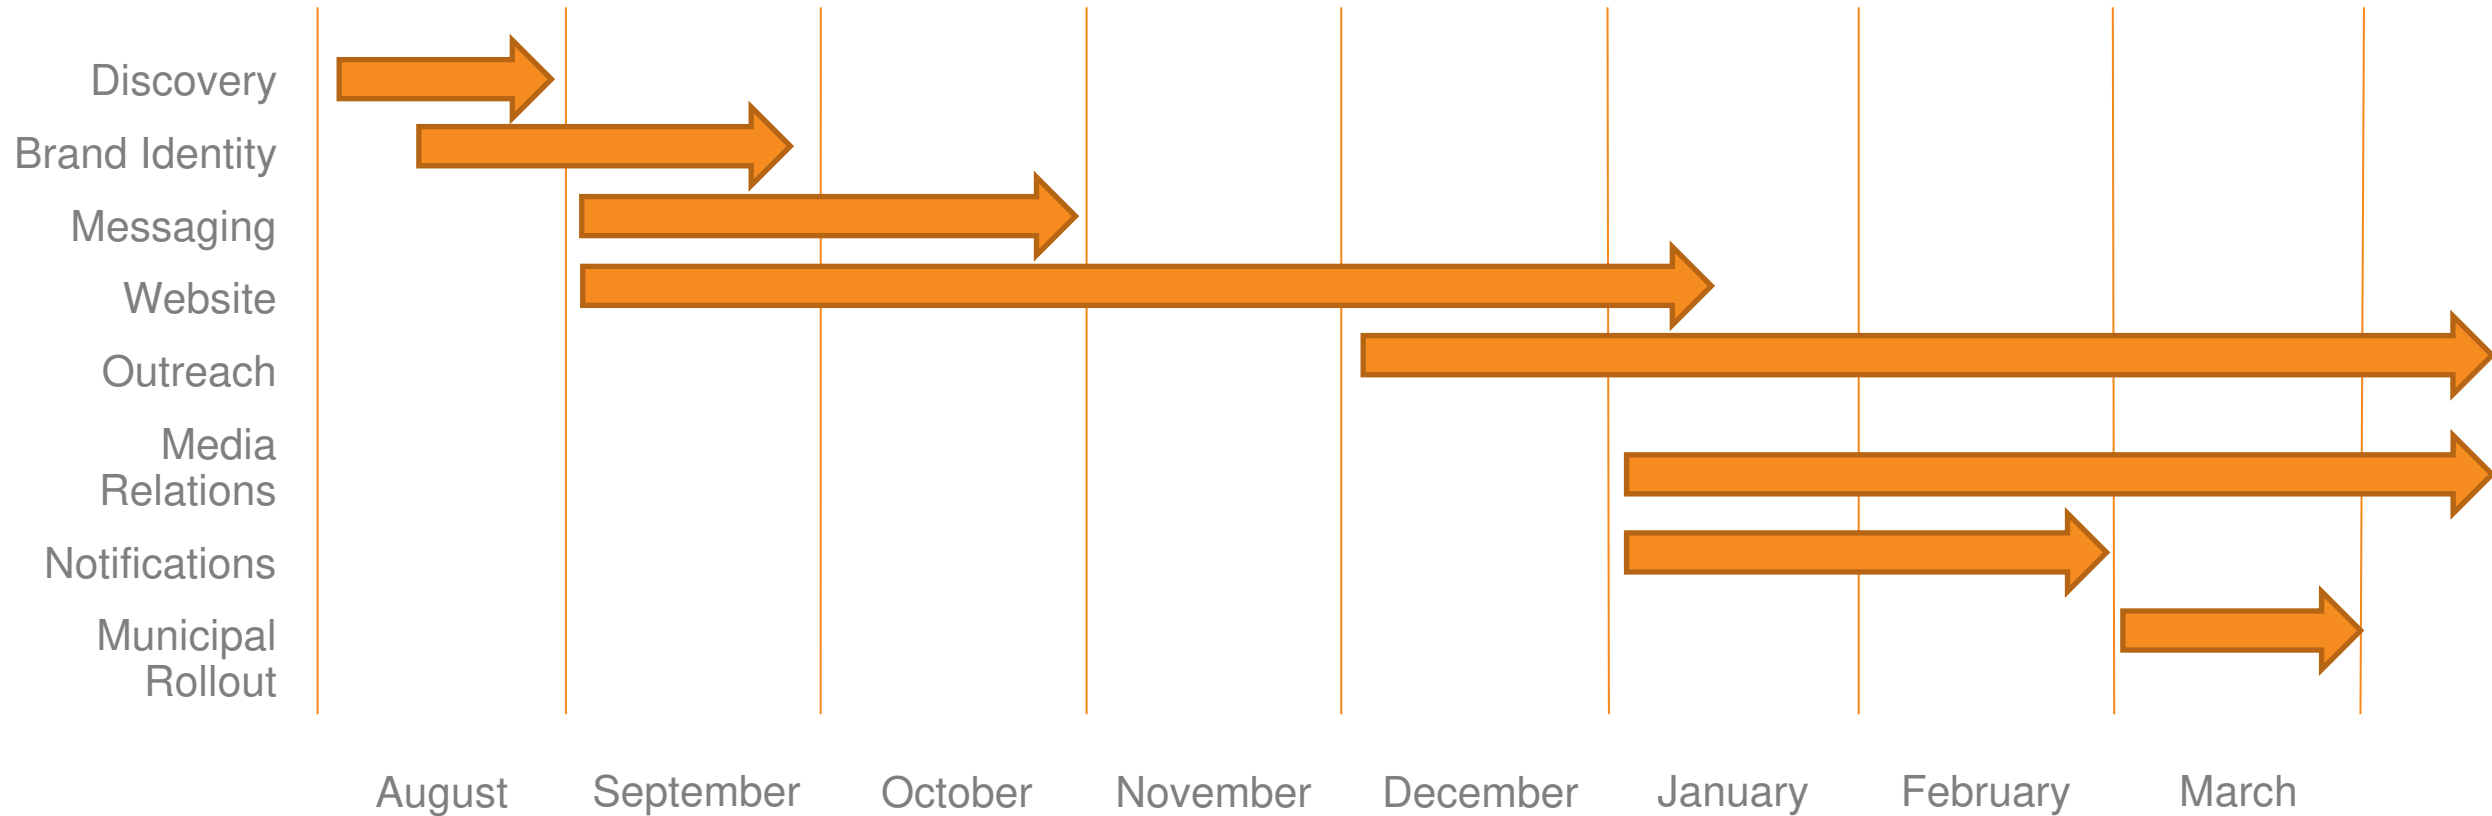 Discovery
Brand Identity
Messaging
Website
Outreach
Media
Relations
Notifications
Municipal
Rollout
August September October November December January February March